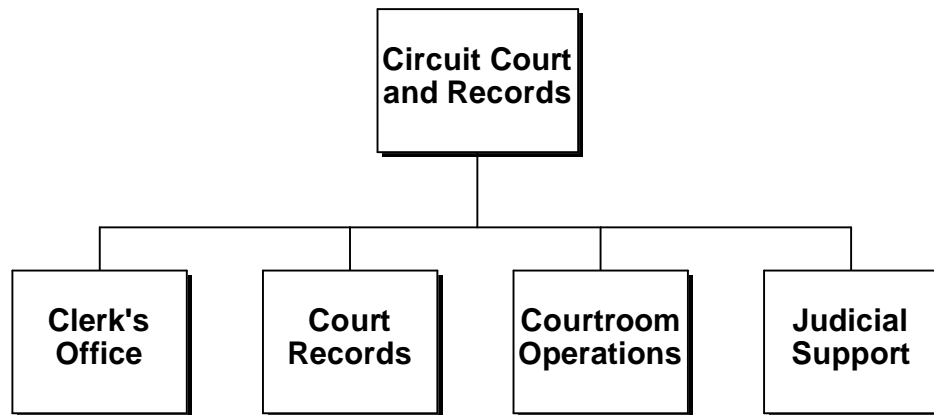 Circuit Court
and Records
Clerk's
Office
Court
Records
Courtroom
Operations
Judicial
Support